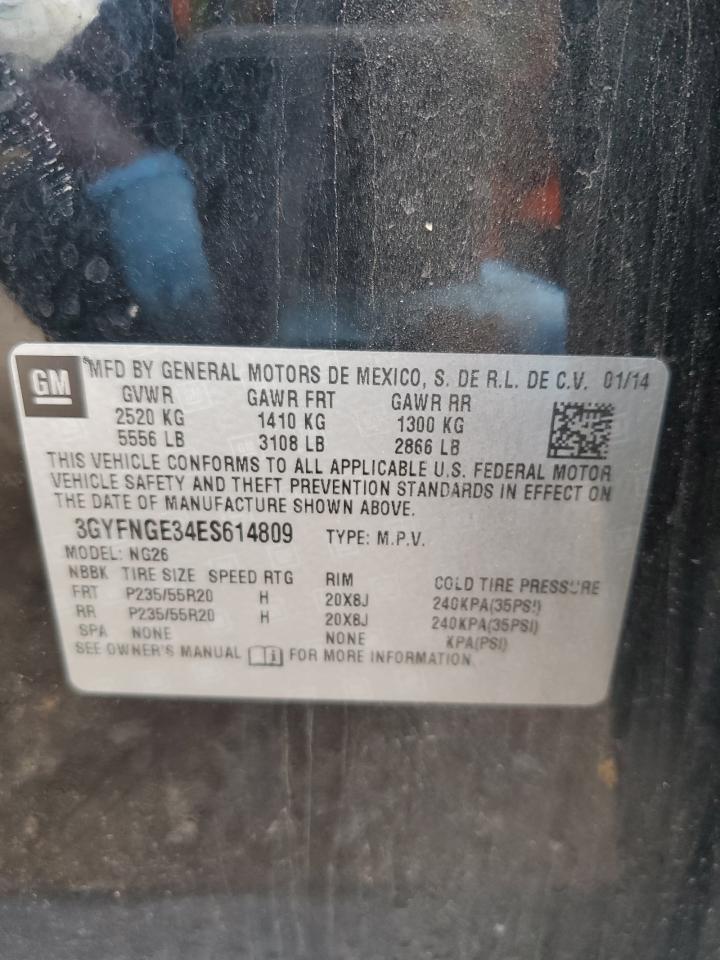 GM MFD BY GENERAL MOTORS DE MEXICO, S. DE R.L. DE C.V. 01/14
GVWR GAWR FRT GAWR RR
2520 KG 1410 KG 1300 KG
5556 LB 3108 LB 2866 LB
THIS VEHICLE CONFORMS TO ALL APPLICABLE U.S. FEDERAL MOTOR
VEHICLE SAFETY AND THEFT PREVENTION STANDARDS IN EFFECT ON
THE DATE OF MANUFACTURE SHOWN ABOVE.
3GYFNGE34ES614809 TYPE: M.P.V.
MODEL: NG26
NBBK TIRE SIZE SPEED RTG RIM COLD TIRE PRESSURE
FRT P235/55R20 H 20X8J 240KPA(35PSI)
RR P235/55R20 H 20X8J 240KPA(35PSI)
SPA NONE NONE KPA(PSI)
SEE OWNER'S MANUAL FOR MORE INFORMATION